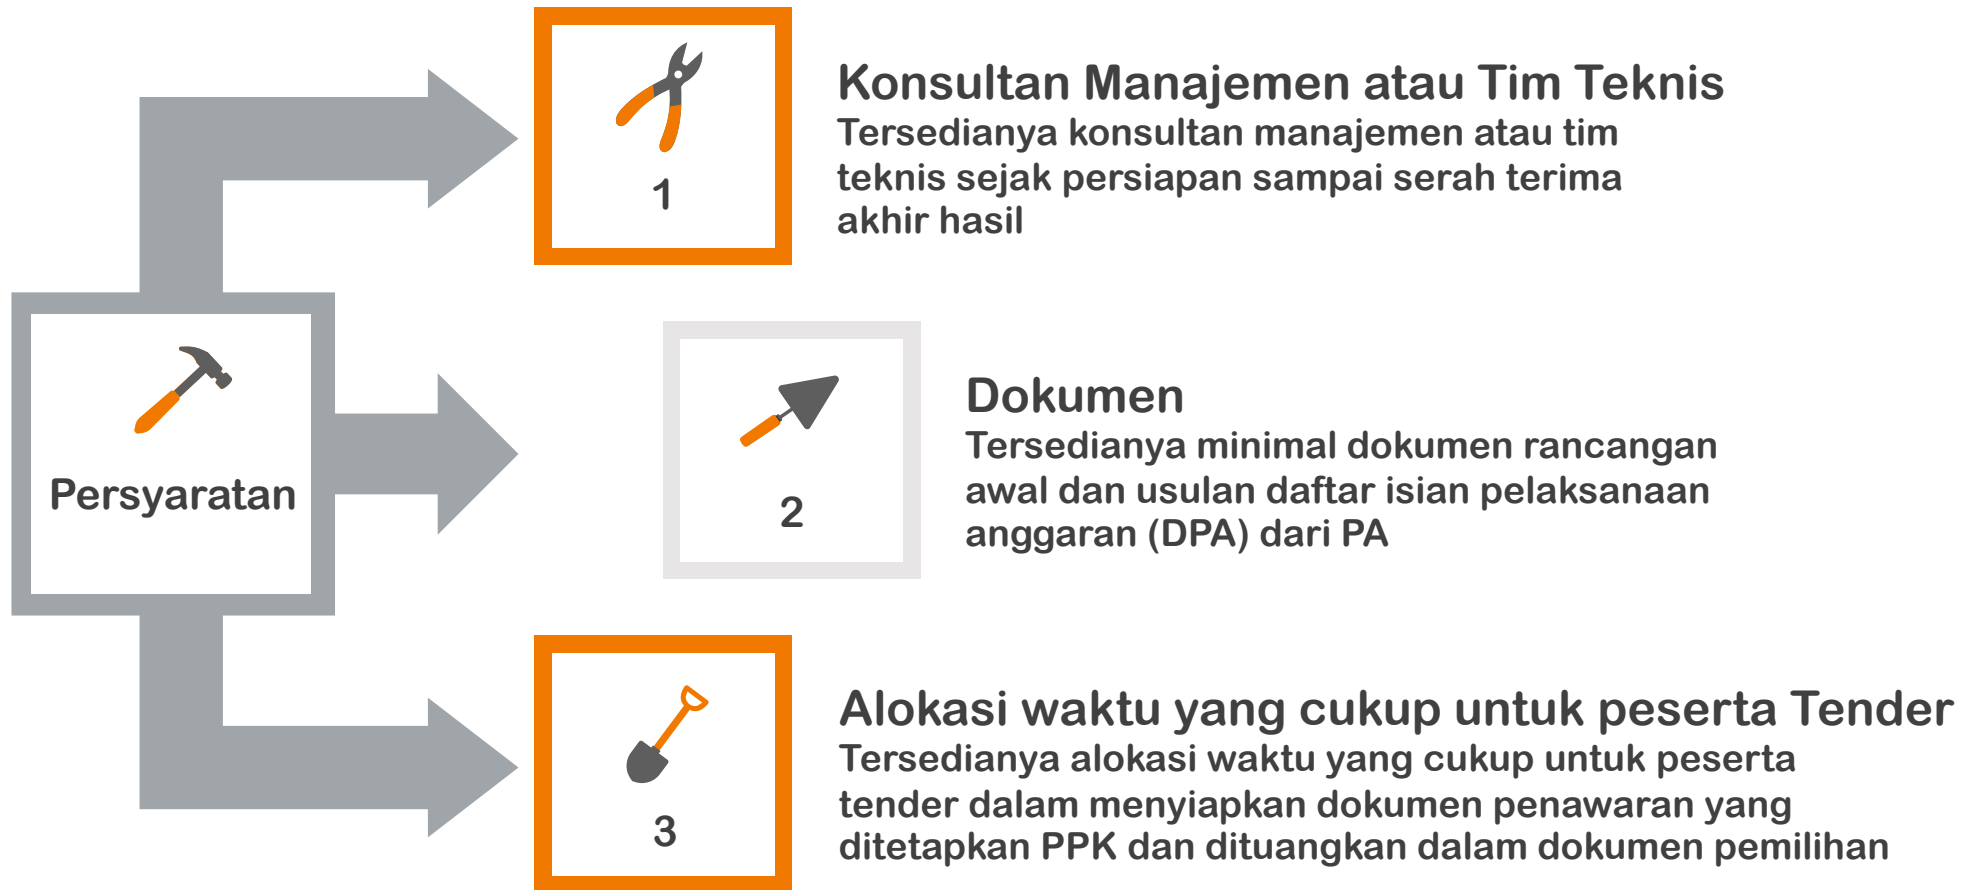 Persyaratan
1
Konsultan Manajemen atau Tim Teknis
Tersedianya konsultan manajemen atau tim
teknis sejak persiapan sampai serah terima
akhir hasil
2
Dokumen
Tersedianya minimal dokumen rancangan
awal dan usulan daftar isian pelaksanaan
anggaran (DPA) dari PA
3
Alokasi waktu yang cukup untuk peserta Tender
Tersedianya alokasi waktu yang cukup untuk peserta
tender dalam menyiapkan dokumen penawaran yang
ditetapkan PPK dan dituangkan dalam dokumen pemilihan